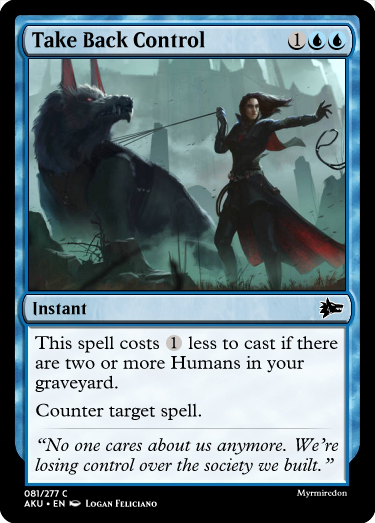 Take Back Control 1UU
Instant
This spell costs 1 less to cast if there
are two or more Humans in your
graveyard.
Counter target spell.
“No one cares about us anymore. We’re
losing control over the society we built.”
081/277 C
AKU • EN Logan Feliciano
Myrmiredon